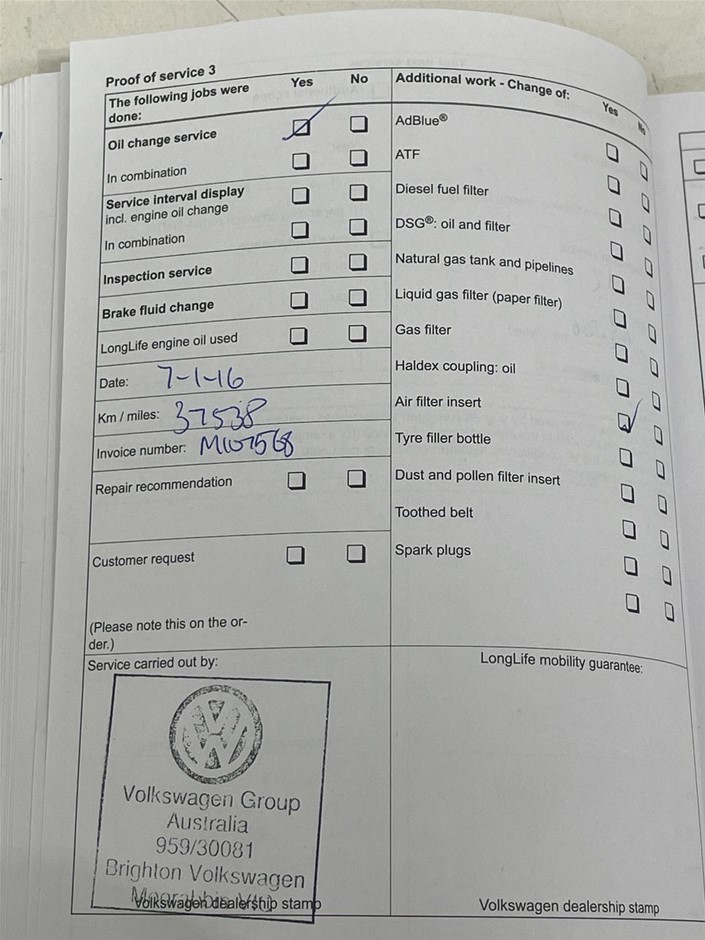 Proof of service 3
The following jobs were done:
Yes No
Oil change service
In combination
Service interval display
incl. engine oil change
In combination
Inspection service
Brake fluid change
LongLife engine oil used
Date: 7-1-16
Km / miles: 37538
Invoice number:
Repair recommendation
Customer request
(Please note this on the or-
der.)
Additional work - Change of:
Yes
AdBlue®
ATF
Diesel fuel filter
DSG®: oil and filter
Natural gas tank and pipelines
Liquid gas filter (paper filter)
Gas filter
Haldex coupling: oil
Air filter insert
Tyre filler bottle
Dust and pollen filter insert
Toothed belt
Spark plugs
Service carried out by:
Volkswagen Group
Australia
959/30081
Brighton Volkswagen
Volkswagen dealership stamp
LongLife mobility guarantee:
Volkswagen dealership stamp